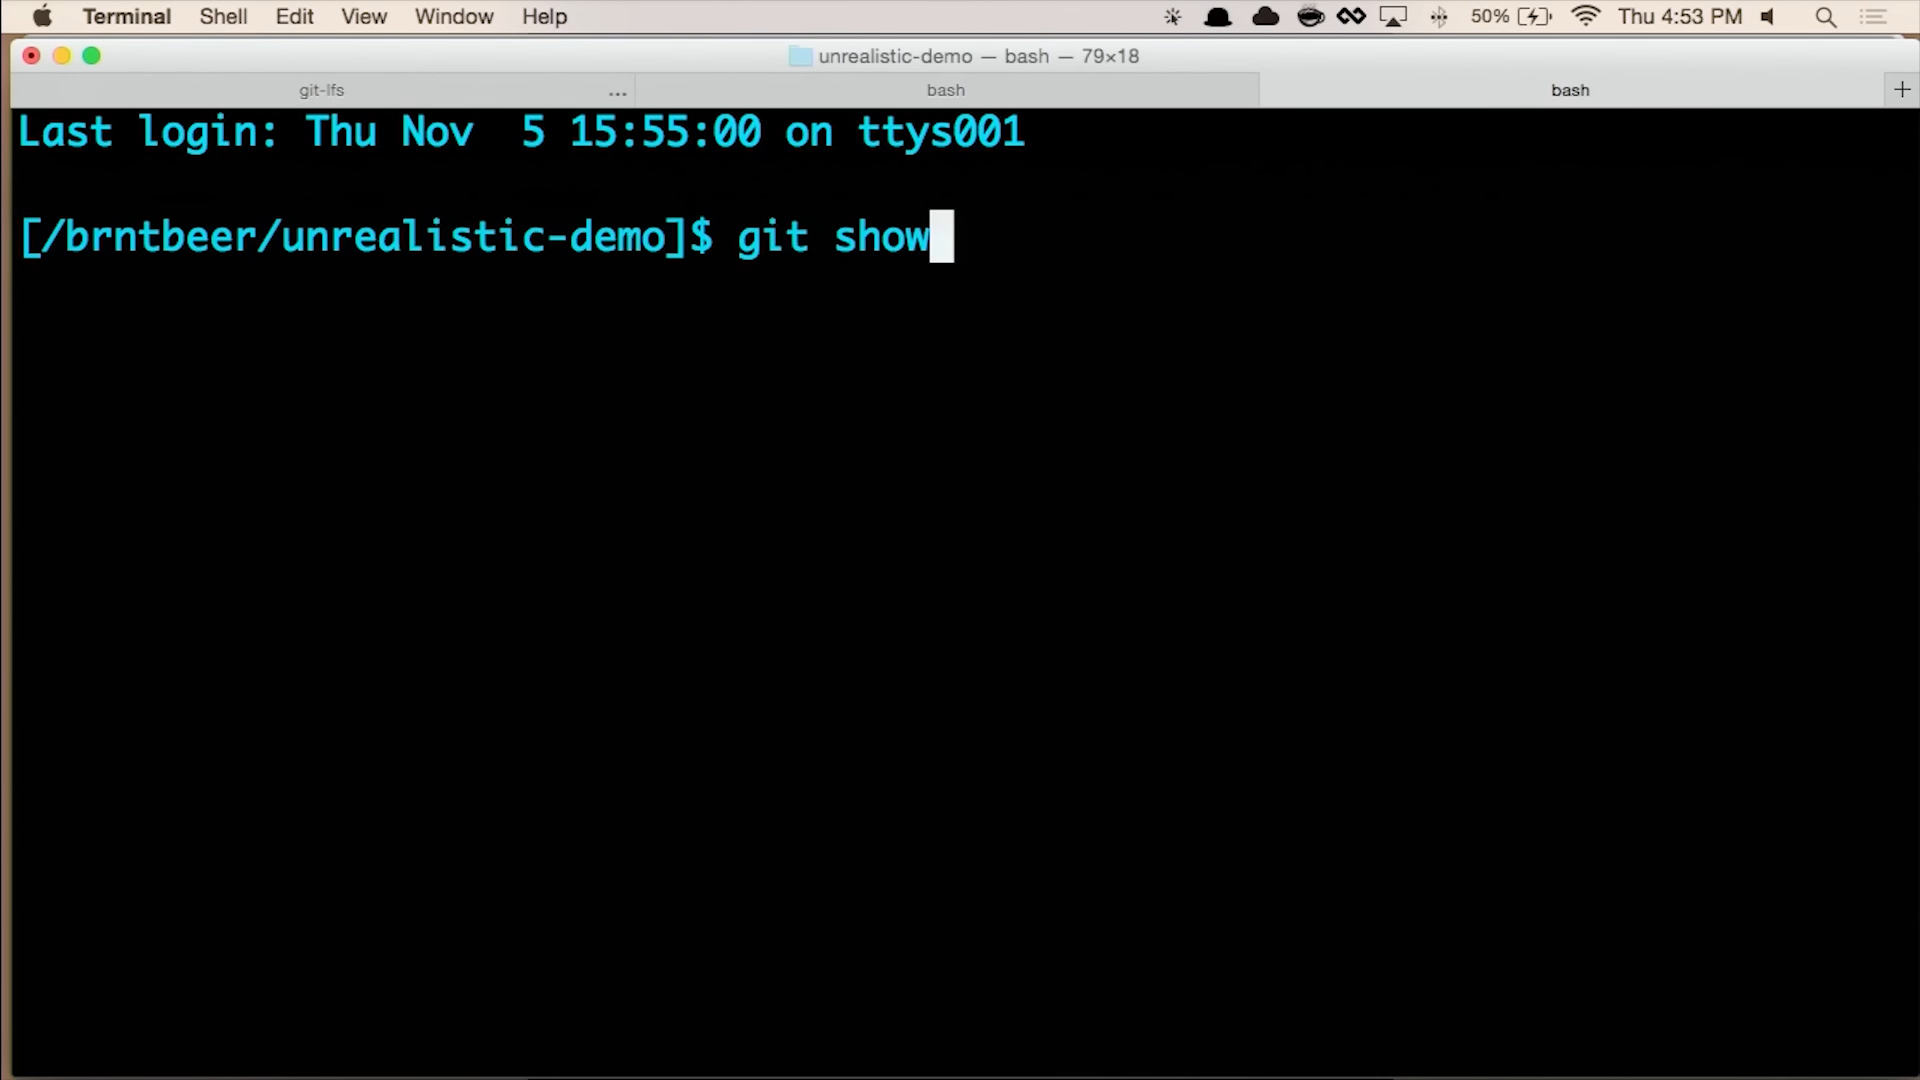 Terminal Shell Edit View Window Help 50% Thu 4:53 PM
unrealistic-demo — bash — 79×18
git-lfs ... bash bash +
Last login: Thu Nov  5 15:55:00 on ttys001
[/brntbeer/unrealistic-demo]$ git show